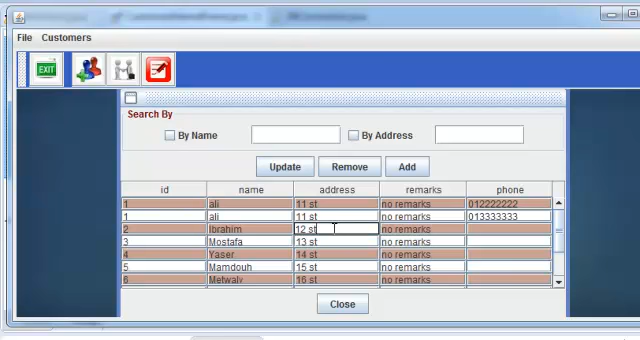 File Customers
EXIT
Search By
By Name By Address
Update Remove Add
id name address remarks phone
1 ali 11 st no remarks 012222222
1 ali 11 st no remarks 013333333
2 Ibrahim 12 st no remarks
3 Mostafa 13 st no remarks
4 Yaser 14 st no remarks
5 Mamdouh 15 st no remarks
6 Metwaly 16 st no remarks
Close